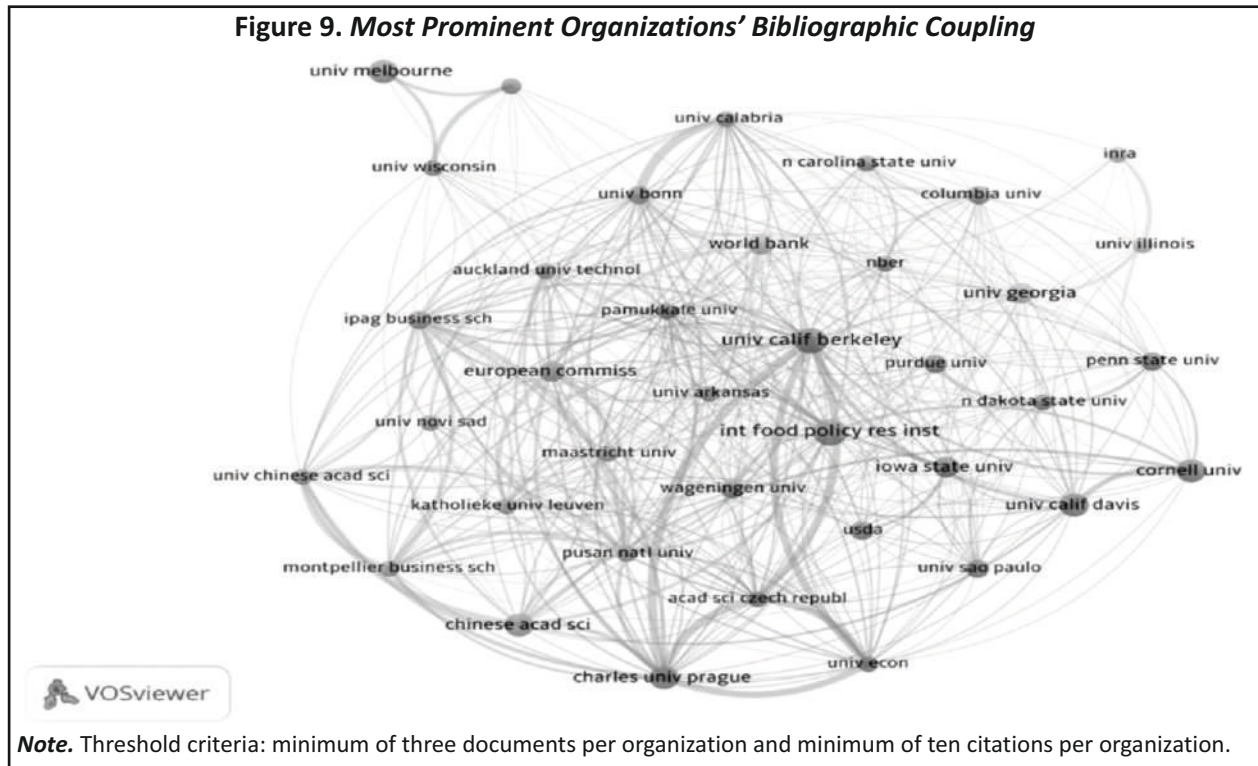 Figure 9. Most Prominent Organizations' Bibliographic Coupling
univ melbourne
univ calabria
n carolina state univ
inra
univ wisconsin
univ bonn
columbia univ
world bank
univ illinois
auckland univ technol
nber
univ georgia
ipag business sch
pamukkale univ
univ calif berkeley
european commiss
purdue univ
penn state univ
univ arkansas
n dakota state univ
univ novi sad
int food policy res inst
maastricht univ
univ chinese acad sci
iowa state univ
cornell univ
wageningen univ
katholieke univ leuven
univ calif davis
usda
pusan natl univ
montpellier business sch
univ sao paulo
acad sci czech republ
chinese acad sci
charles univ prague
univ econ
VOSviewer
Note. Threshold criteria: minimum of three documents per organization and minimum of ten citations per organization.